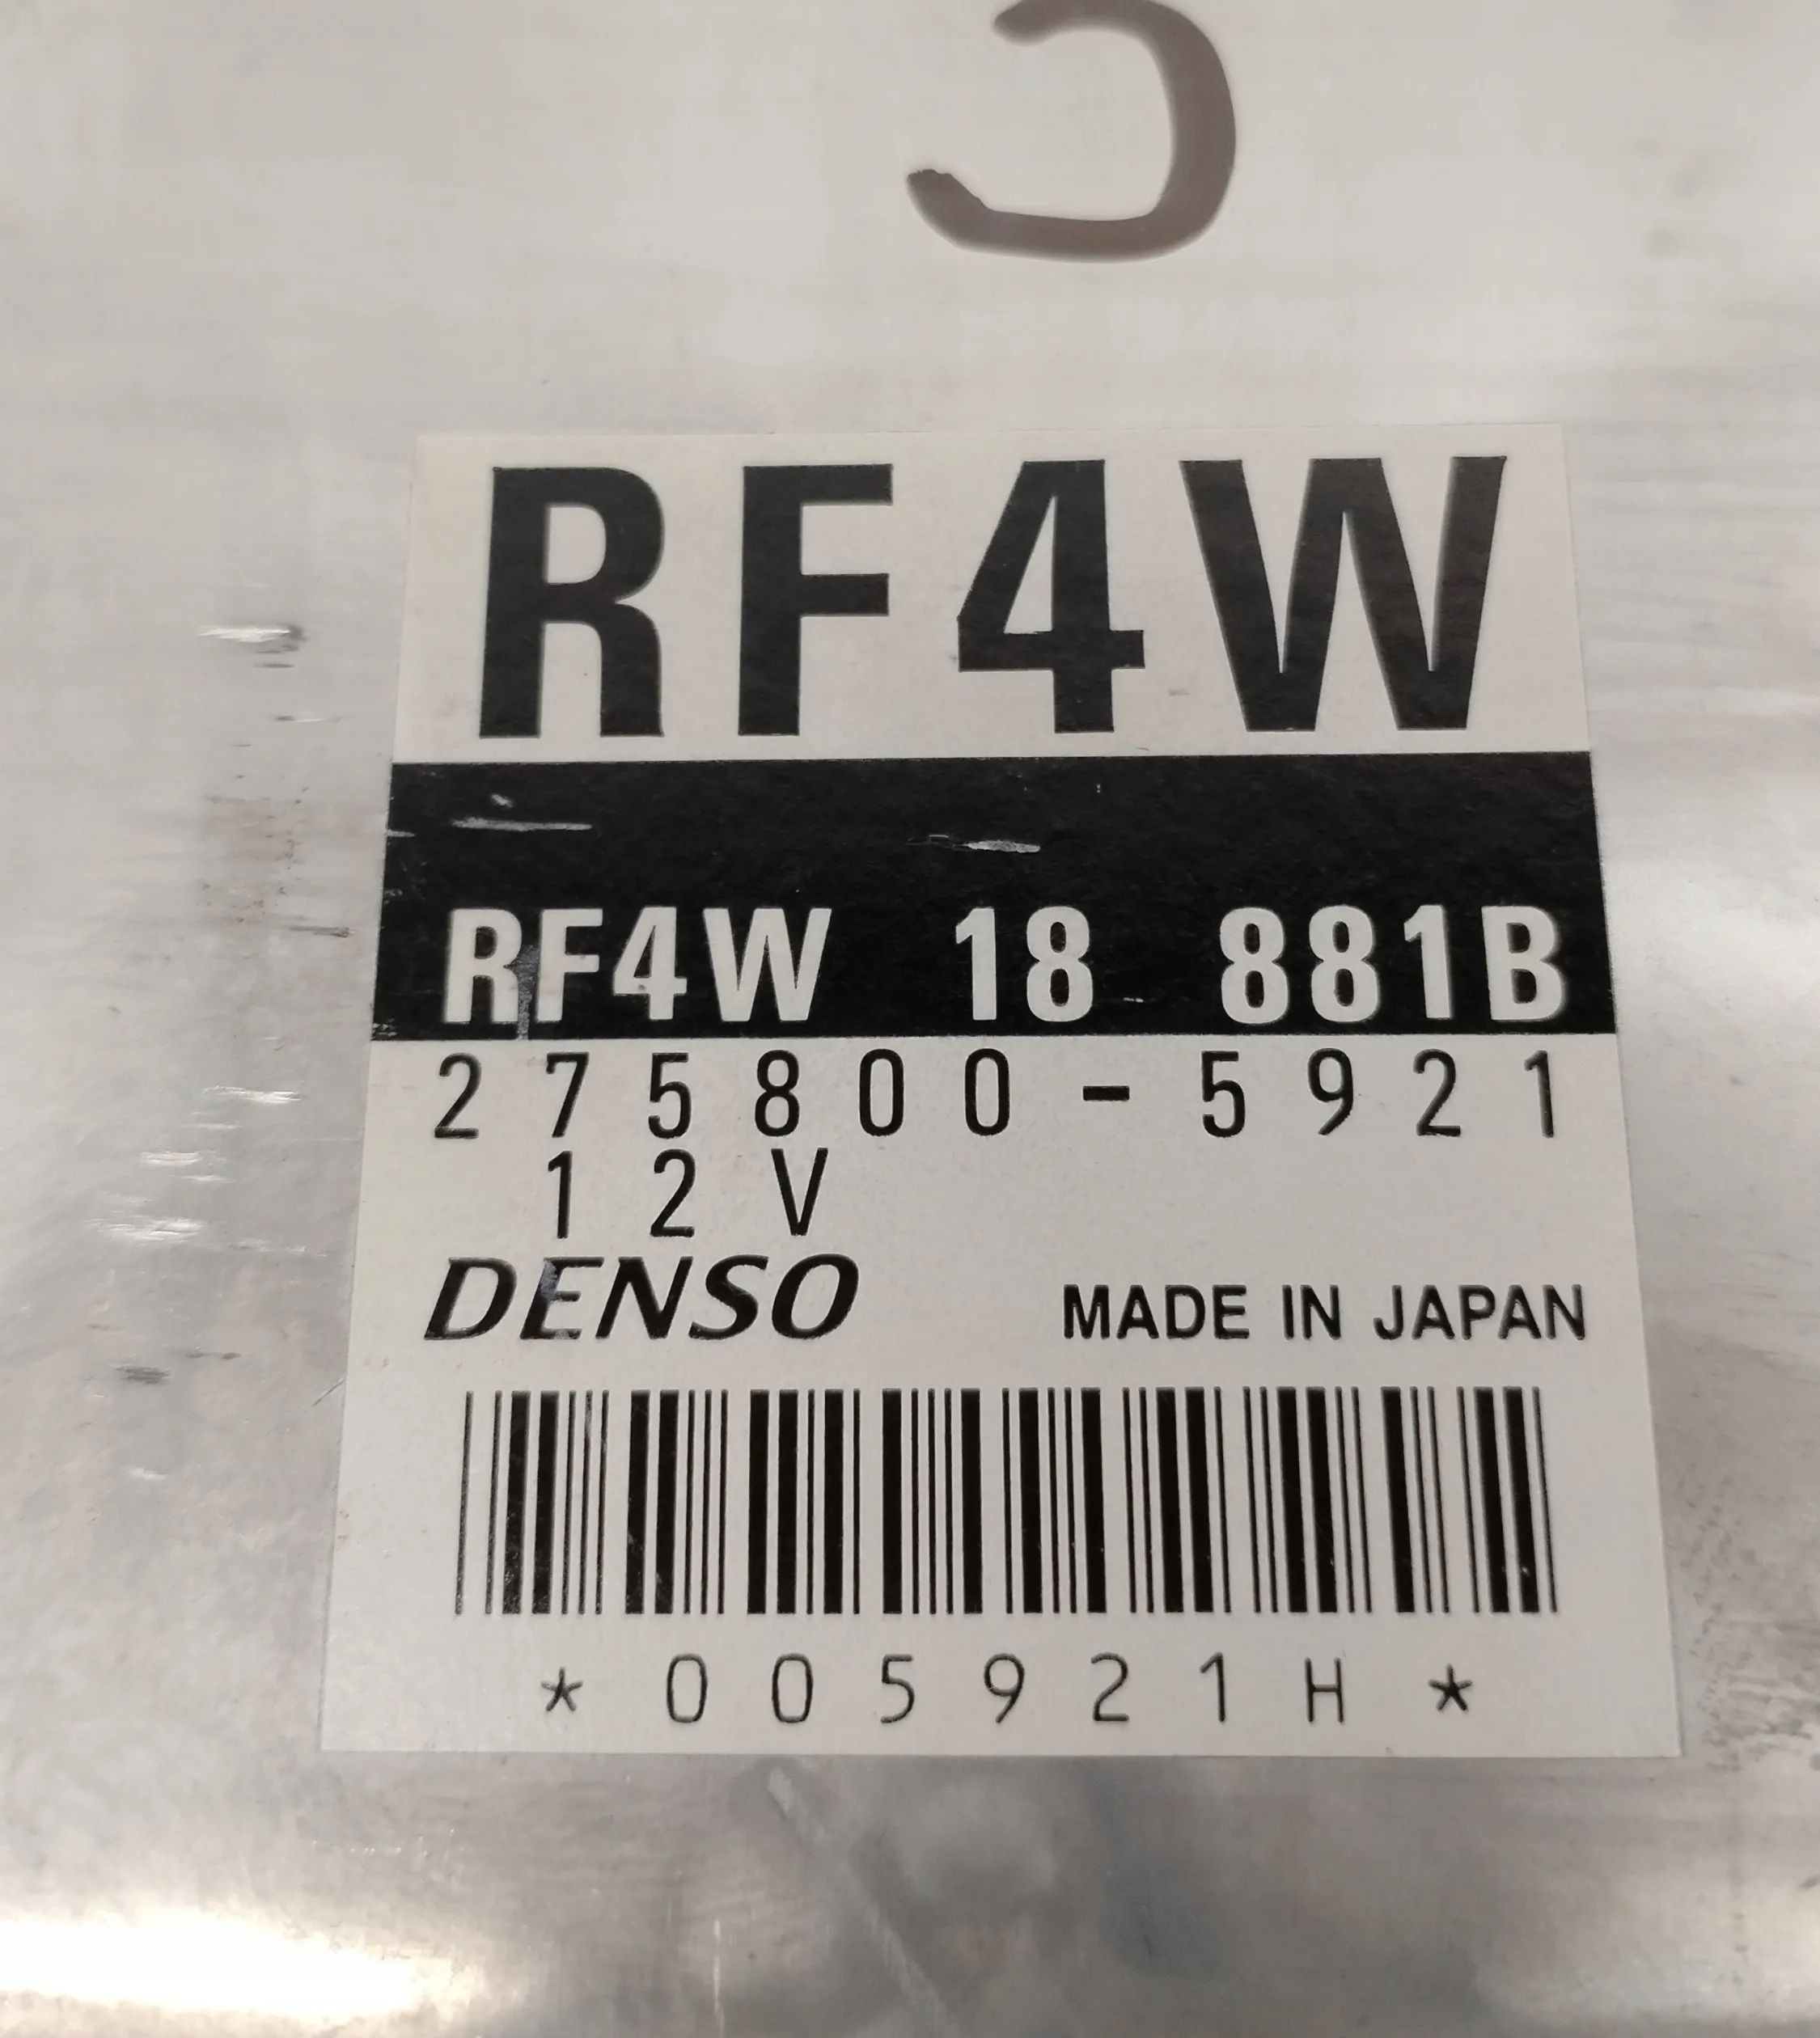 RF4W
RF4W 18 881B
275800-5921
12V
DENSO MADE IN JAPAN
*005921H*